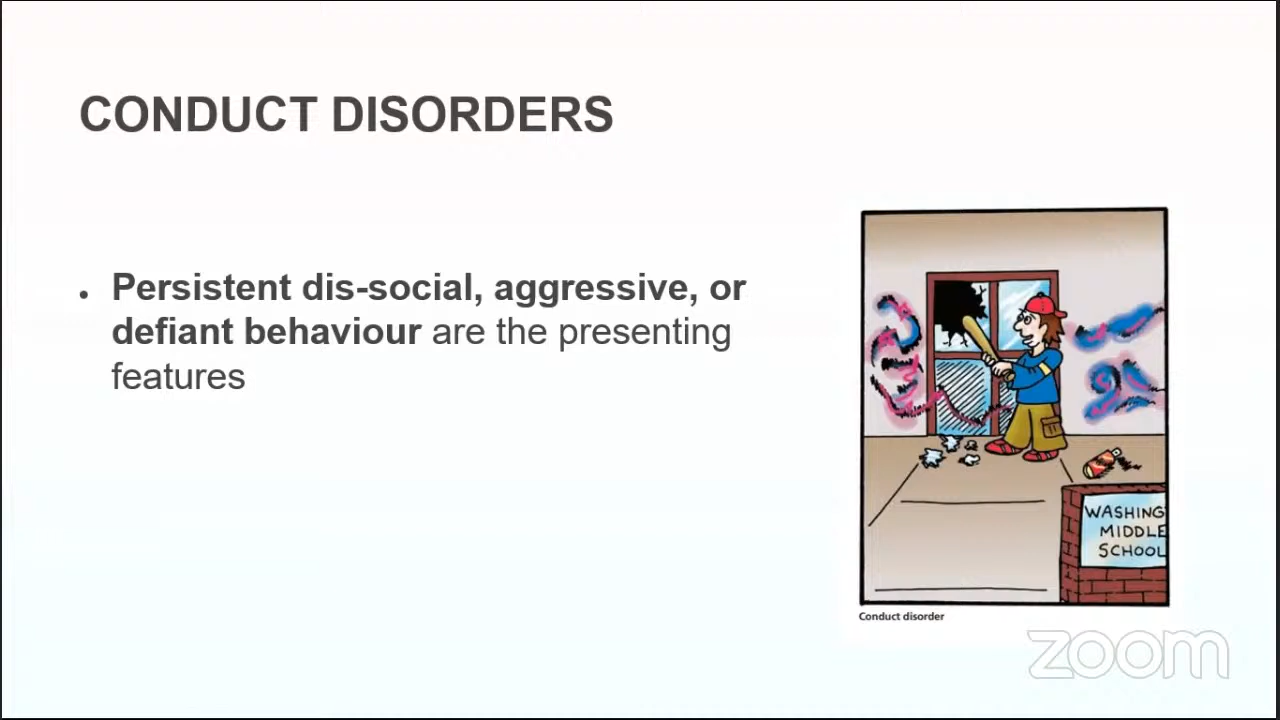 CONDUCT DISORDERS
• Persistent dis-social, aggressive, or
defiant behaviour are the presenting
features
WASHING
MIDDLE
SCHOOL
Conduct disorder
zoom